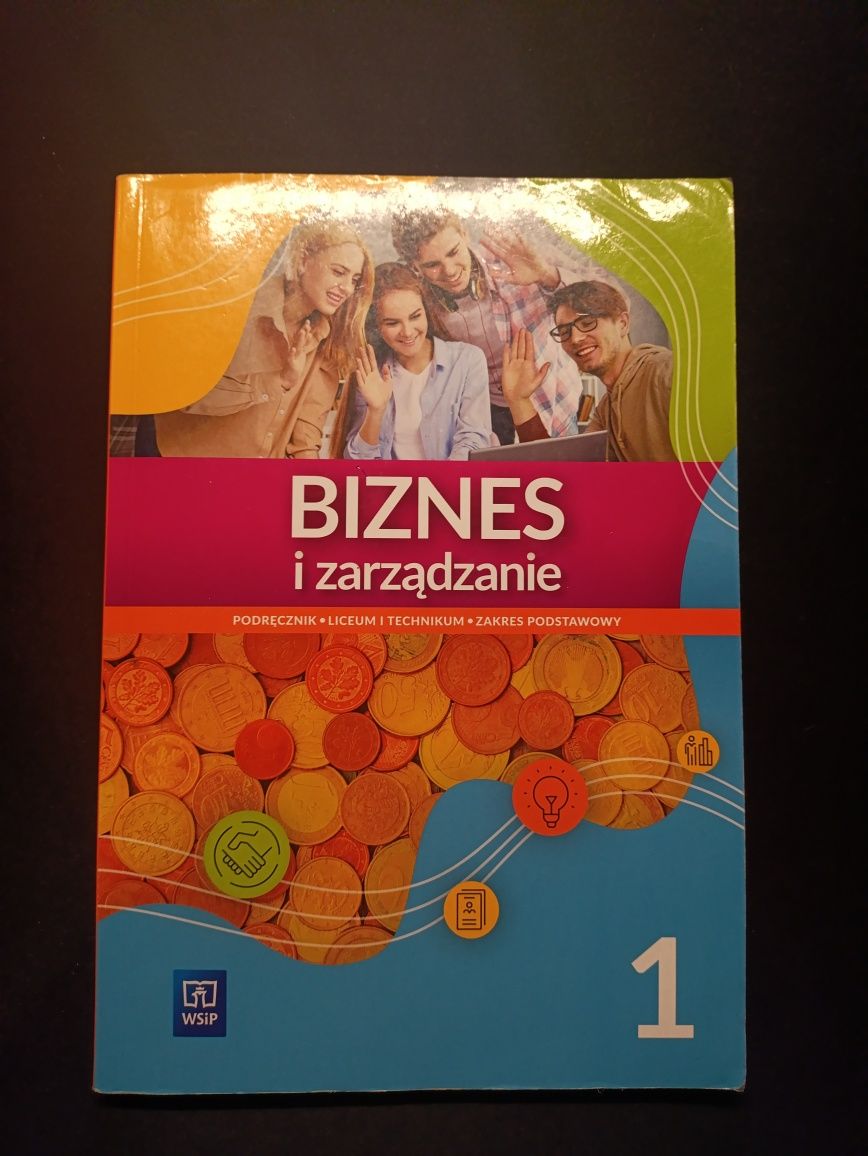 BIZNES
i zarządzanie
PODRĘCZNIK • LICEUM I TECHNIKUM • ZAKRES PODSTAWOWY
1
WSiP